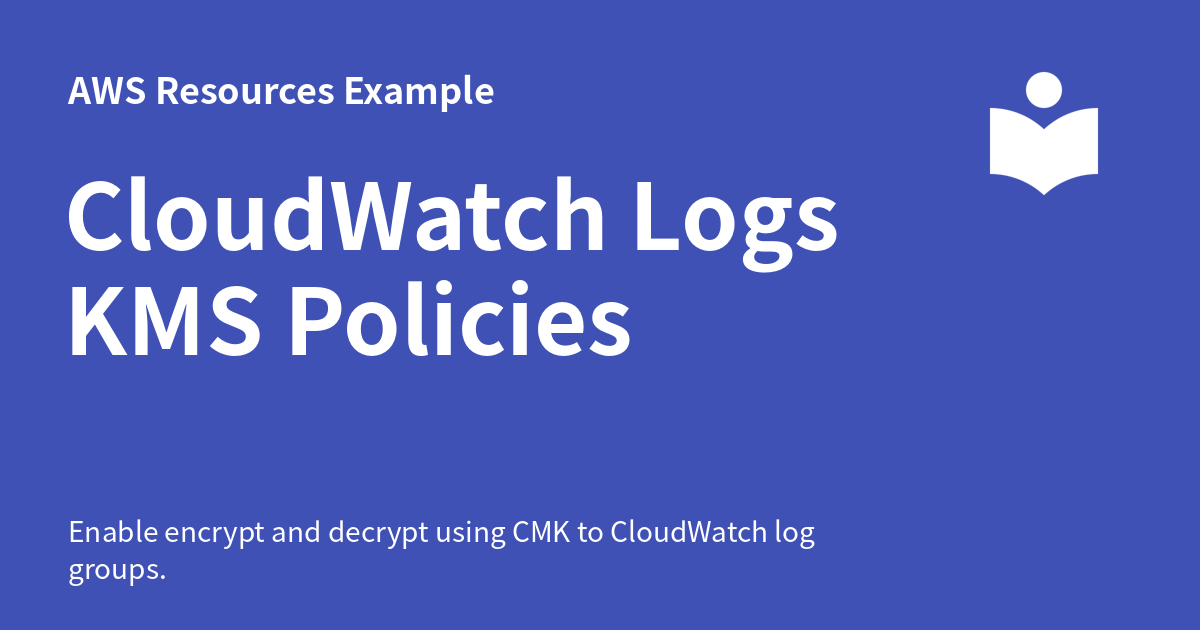 AWS Resources Example
CloudWatch Logs
KMS Policies
Enable encrypt and decrypt using CMK to CloudWatch log
groups.